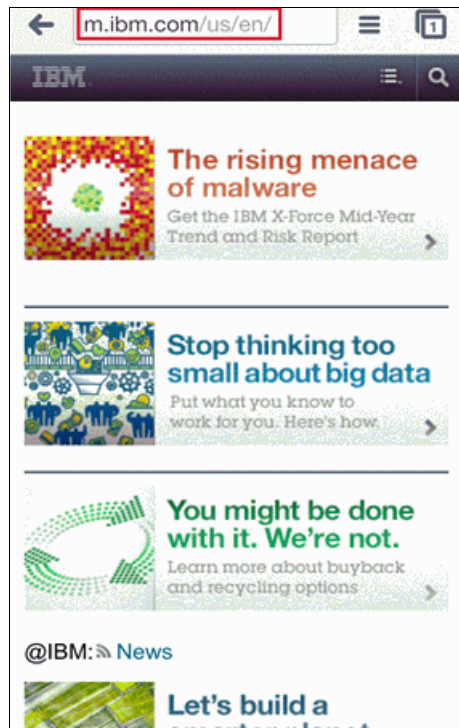 m.ibm.com/us/en/
1
IBM
The rising menace
of malware
Get the IBM X-Force Mid-Year
Trend and Risk Report
Stop thinking too
small about big data
Put what you know to
work for you. Here's how.
You might be done
with it. We're not.
Learn more about buyback
and recycling options
@IBM: News
Let's build a
smarter planet